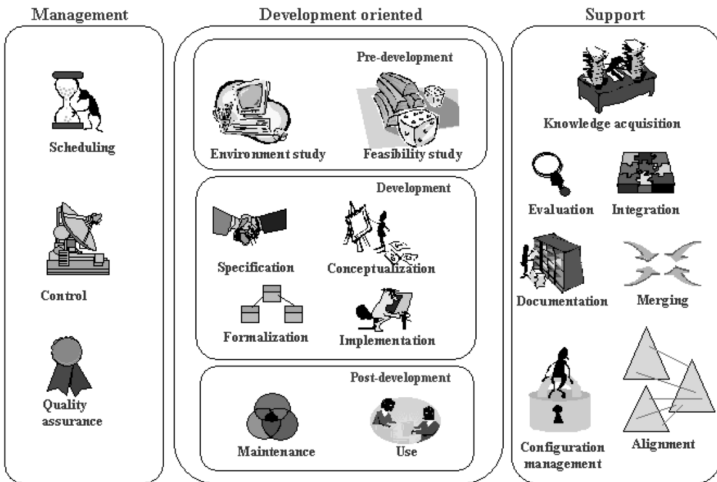 Management
Scheduling
Control
Quality
assurance
Development oriented
Pre-development
Environment study
Feasibility study
Development
Specification
Conceptualization
Formalization
Implementation
Post-development
Maintenance
Use
Support
Knowledge acquisition
Evaluation
Integration
Documentation
Merging
Configuration
management
Alignment